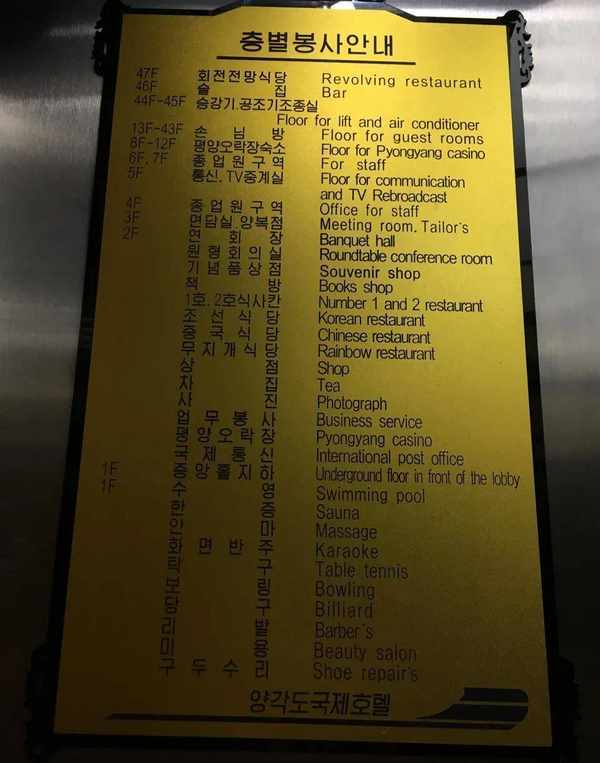 층별봉사안내
47F 회전전망식당 Revolving restaurant
46F 술 집 Bar
44F-45F 승강기.공조기조종실
Floor for lift and air conditioner
13F-43F 손 님 방 Floor for guest rooms
8F-12F 평양오락장숙소 Floor for Pyongyang casino
6F. 7F 종 업 원 구 역 For staff
5F 통신. TV중계실 Floor for communication
and TV Rebroadcast
4F 종 업 원 구 역 Office for staff
3F 면담실.양복점 Meeting room. Tailor's
2F 연 회 장 Banquet hall
원 형 회 의 실 Roundtable conference room
기 념 품 상 점 Souvenir shop
책 방 Books shop
1호. 2호식사칸 Number 1 and 2 restaurant
조 선 식 당 Korean restaurant
중 국 식 당 Chinese restaurant
무 지 개 식 당 Rainbow restaurant
상 점 Shop
차 집 Tea
사 진 Photograph
업 무 봉 사 Business service
평 양 오 락 장 Pyongyang casino
국 제 통 신 International post office
1F 중 앙 홀 지 하 Underground floor in front of the lobby
1F 수 영 Swimming pool
한 증 Sauna
안 마 Massage
화 면 반 주 Karaoke
탁 구 Table tennis
보 링 Bowling
당 구 Billiard
리 발 Barber's
미 용 Beauty salon
구 두 수 리 Shoe repair's
양각도국제호텔